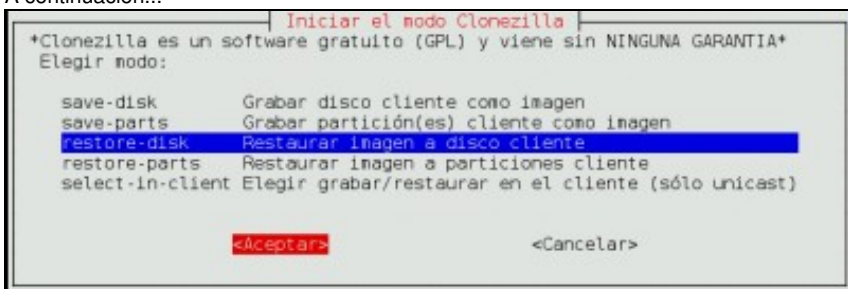 A continuación...
Iniciar el modo Clonezilla
*Clonezilla es un software gratuito (GPL) y viene sin NINGUNA GARANTIA*
Elegir modo:
save-disk Grabar disco cliente como imagen
save-parts Grabar partición(es) cliente como imagen
restore-disk Restaurar imagen a disco cliente
restore-parts Restaurar imagen a particiones cliente
select-in-client Elegir grabar/restaurar en el cliente (sólo unicast)
<Aceptar> <Cancelar>